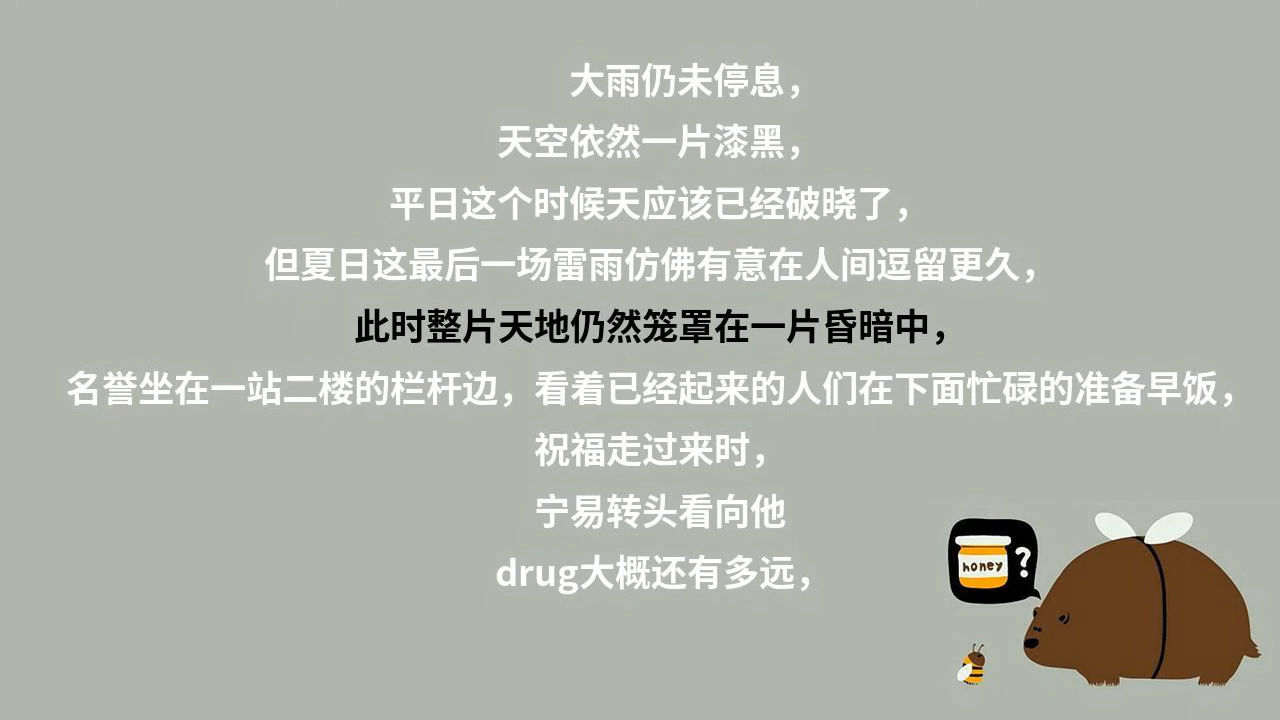 大雨仍未停息，
天空依然一片漆黑，
平日这个时候天应该已经破晓了，
但夏日这最后一场雷雨仿佛有意在人间逗留更久，
此时整片天地仍然笼罩在一片昏暗中，
名誉坐在一站二楼的栏杆边，看着已经起来的人们在下面忙碌的准备早饭，
祝福走过来时，
宁易转头看向他
drug大概还有多远，
honey
?